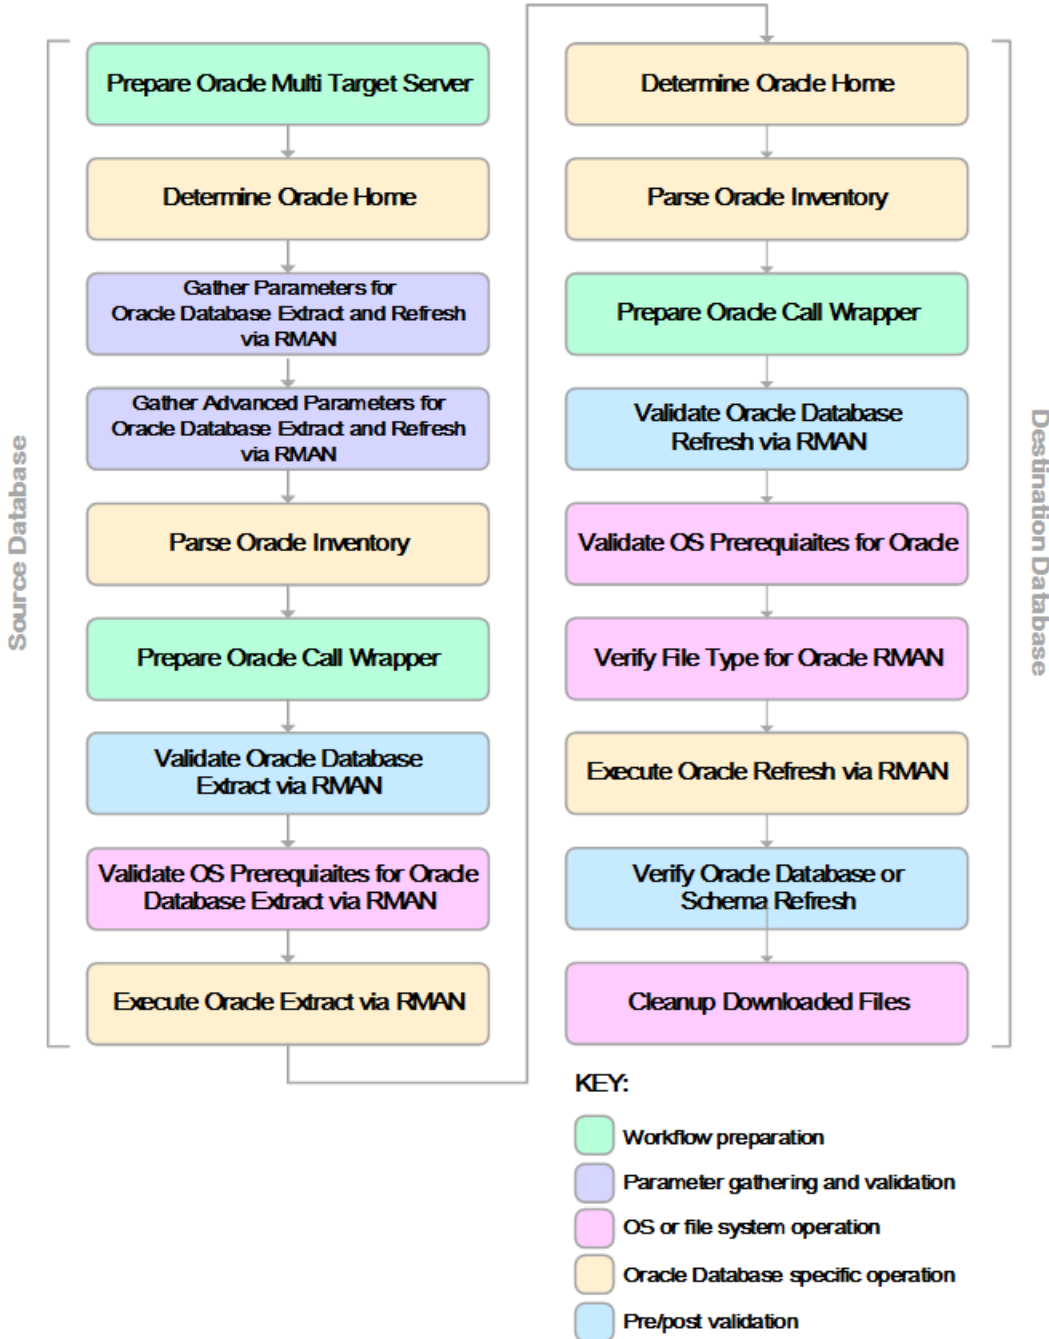 Prepare Oracle Multi Target Server
Determine Oracle Home
Gather Parameters for
Oracle Database Extract and Refresh
via RMAN
Gather Advanced Parameters for
Oracle Database Extract and Refresh
via RMAN
Parse Oracle Inventory
Prepare Oracle Call Wrapper
Validate Oracle Database
Extract via RMAN
Validate OS Prerequiaites for Oracle
Database Extract via RMAN
Execute Oracle Extract via RMAN
Source Database
Determine Oracle Home
Parse Oracle Inventory
Prepare Oracle Call Wrapper
Validate Oracle Database
Refresh via RMAN
Validate OS Prerequiaites for Oracle
Verify File Type for Oracle RMAN
Execute Oracle Refresh via RMAN
Verify Oracle Database or
Schema Refresh
Cleanup Downloaded Files
Destination Database
KEY:
Workflow preparation
Parameter gathering and validation
OS or file system operation
Oracle Database specific operation
Pre/post validation